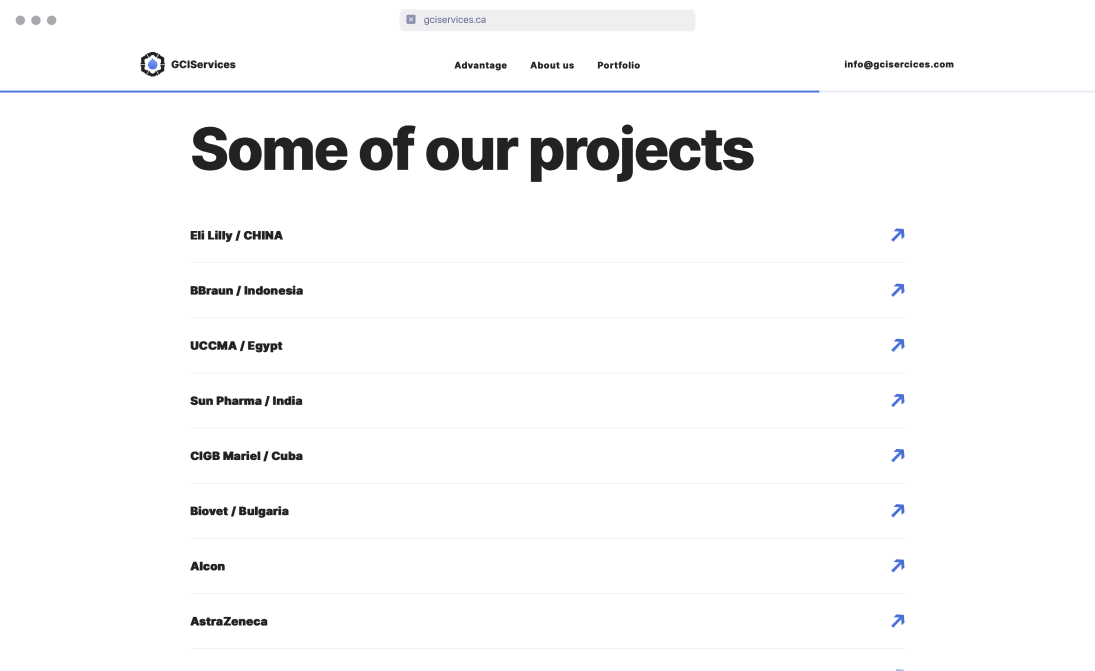 gciservices.ca
GCIServices
Advantage
About us
Portfolio
info@gcisercices.com
Some of our projects
Eli Lilly / CHINA
BBraun / Indonesia
UCCMA / Egypt
Sun Pharma / India
CIGB Mariel / Cuba
Biovet / Bulgaria
Alcon
AstraZeneca